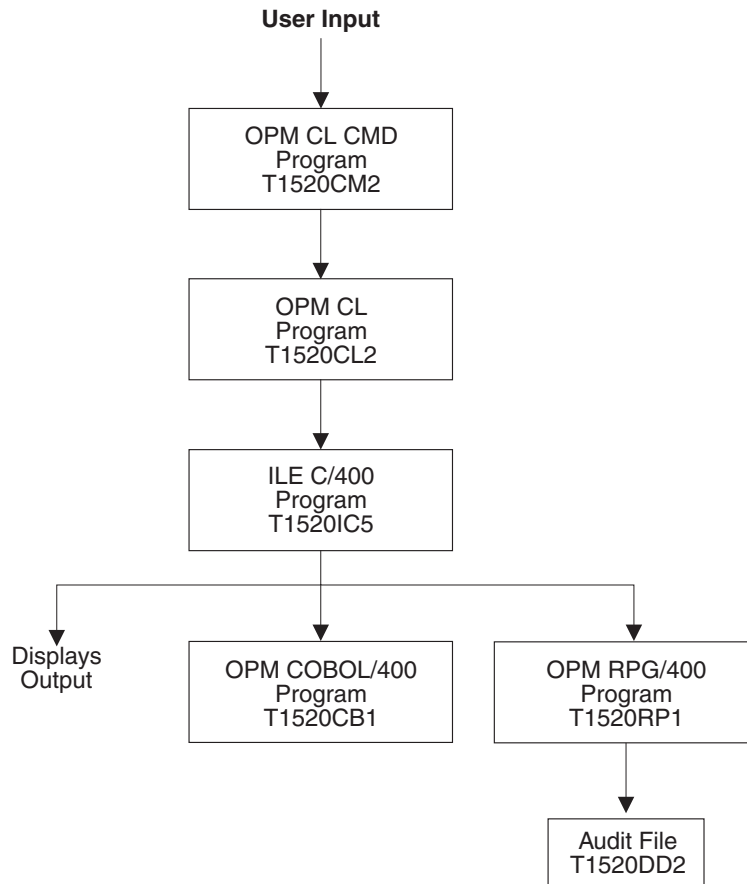 User Input
OPM CL CMD
Program
T1520CM2
OPM CL
Program
T1520CL2
ILE C/400
Program
T1520IC5
Displays
Output
OPM COBOL/400
Program
T1520CB1
OPM RPG/400
Program
T1520RP1
Audit File
T1520DD2